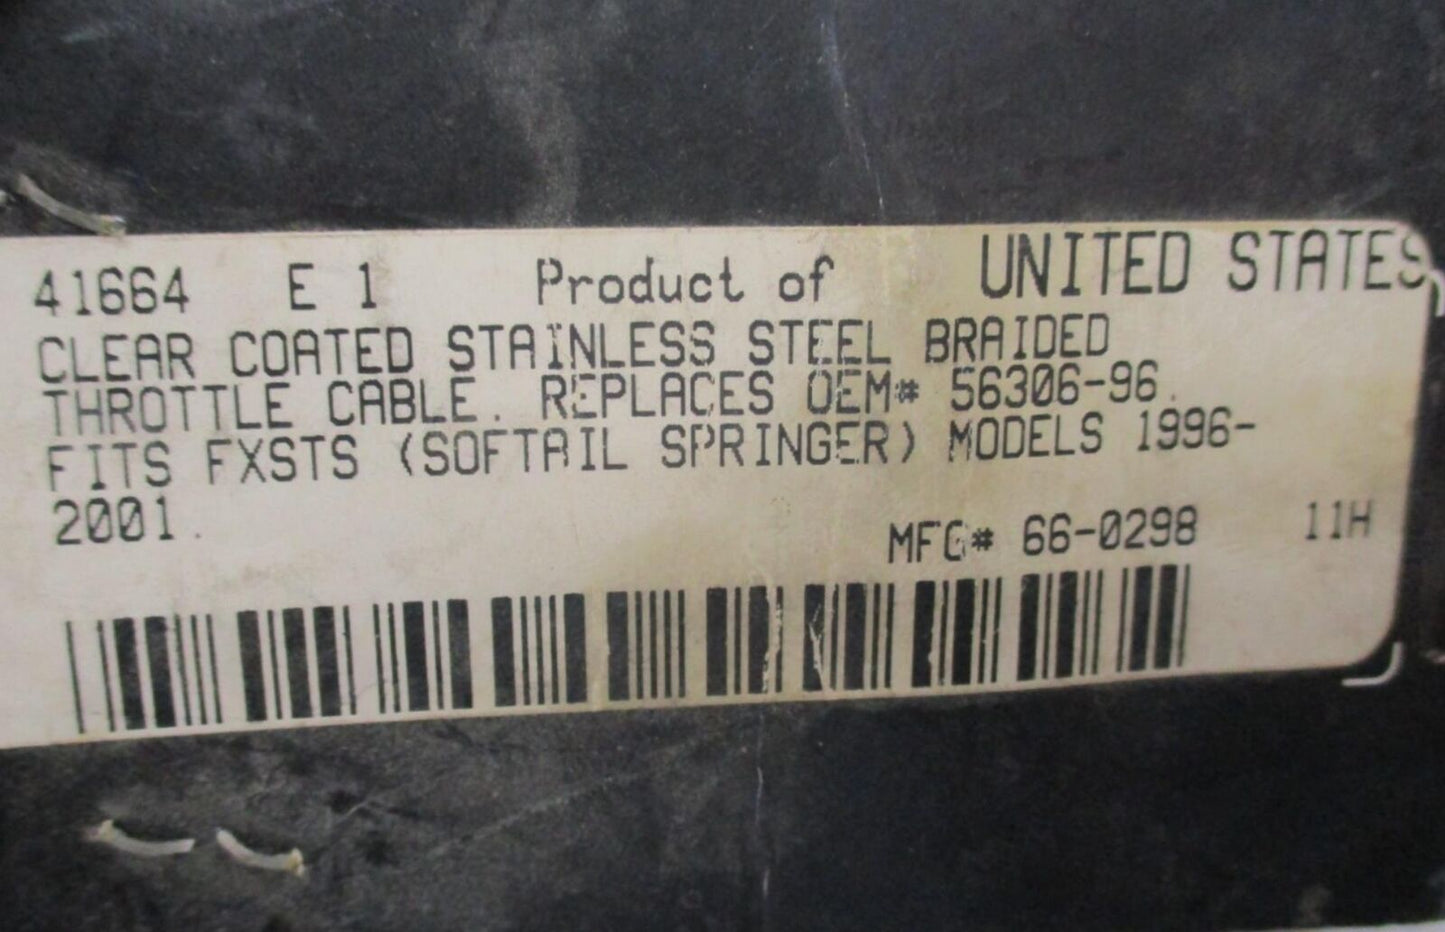 41664 E 1 Product of UNITED STATES
CLEAR COATED STAINLESS STEEL BRAIDED
THROTTLE CABLE. REPLACES OEM# 56306-96.
FITS FXSTS (SOFTAIL SPRINGER) MODELS 1996-
2001.
MFG# 66-0298 11H